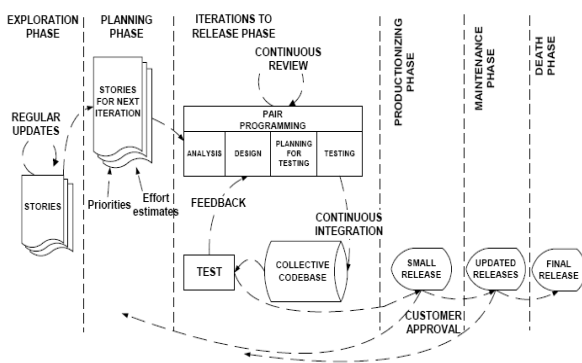 EXPLORATION
PHASE
PLANNING
PHASE
ITERATIONS TO
RELEASE PHASE
PRODUCTIONIZING
PHASE
MAINTENANCE
PHASE
DEATH
PHASE
CONTINUOUS
REVIEW
STORIES
FOR NEXT
ITERATION
REGULAR
UPDATES
PAIR
PROGRAMMING
ANALYSIS
DESIGN
PLANNING
FOR
TESTING
TESTING
STORIES
Priorities
Effort
estimates
FEEDBACK
CONTINUOUS
INTEGRATION
TEST
COLLECTIVE
CODEBASE
SMALL
RELEASE
UPDATED
RELEASES
FINAL
RELEASE
CUSTOMER
APPROVAL